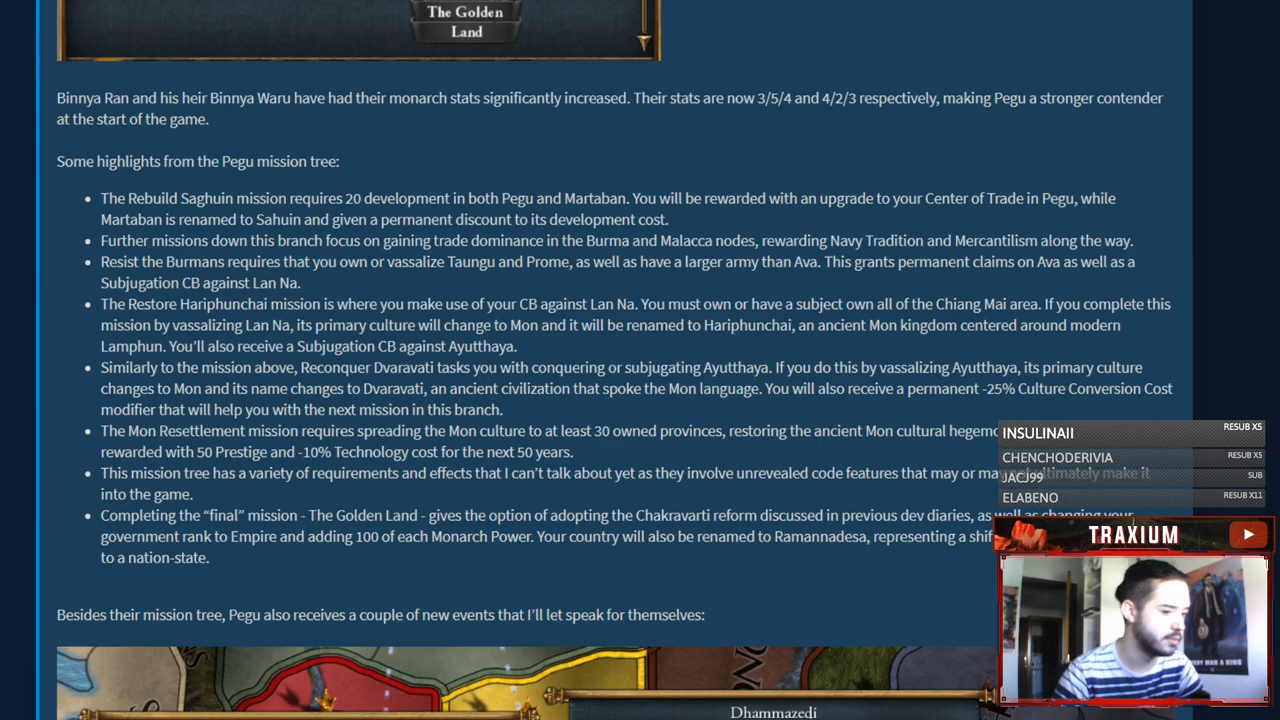 The Golden
Land
Binnya Ran and his heir Binnya Waru have had their monarch stats significantly increased. Their stats are now 3/5/4 and 4/2/3 respectively, making Pegu a stronger contender
at the start of the game.
Some highlights from the Pegu mission tree:
The Rebuild Saghuin mission requires 20 development in both Pegu and Martaban. You will be rewarded with an upgrade to your Center of Trade in Pegu, while
Martaban is renamed to Sahuin and given a permanent discount to its development cost.
Further missions down this branch focus on gaining trade dominance in the Burma and Malacca nodes, rewarding Navy Tradition and Mercantilism along the way.
Resist the Burmans requires that you own or vassalize Taungu and Prome, as well as have a larger army than Ava. This grants permanent claims on Ava as well as a
Subjugation CB against Lan Na.
The Restore Hariphunchai mission is where you make use of your CB against Lan Na. You must own or have a subject own all of the Chiang Mai area. If you complete this
mission by vassalizing Lan Na, its primary culture will change to Mon and it will be renamed to Hariphunchai, an ancient Mon kingdom centered around modern
Lamphun. You'll also receive a Subjugation CB against Ayutthaya.
Similarly to the mission above, Reconquer Dvaravati tasks you with conquering or subjugating Ayutthaya. If you do this by vassalizing Ayutthaya, its primary culture
changes to Mon and its name changes to Dvaravati, an ancient civilization that spoke the Mon language. You will also receive a permanent -25% Culture Conversion Cost
modifier that will help you with the next mission in this branch.
The Mon Resettlement mission requires spreading the Mon culture to at least 30 owned provinces, restoring the ancient Mon cultural
rewarded with 50 Prestige and -10% Technology cost for the next 50 years.
This mission tree has a variety of requirements and effects that I can't talk about yet as they involve unrevealed code features that may or may not ultimately make it
into the game.
Completing the "final" mission - The Golden Land - gives the option of adopting the Chakravarti reform discussed in previous dev diaries, as well as changing your
government rank to Empire and adding 100 of each Monarch Power. Your country will also be renamed to Ramannadesa, representing a
to a nation-state.
Besides their mission tree, Pegu also receives a couple of new events that I'll let speak for themselves:
INSULINAII RESUB X5
CHENCHODERIVIA RESUB X5
JACJ99 SUB
ELABENO RESUB X11
TRAXIUM
Dhammazedi